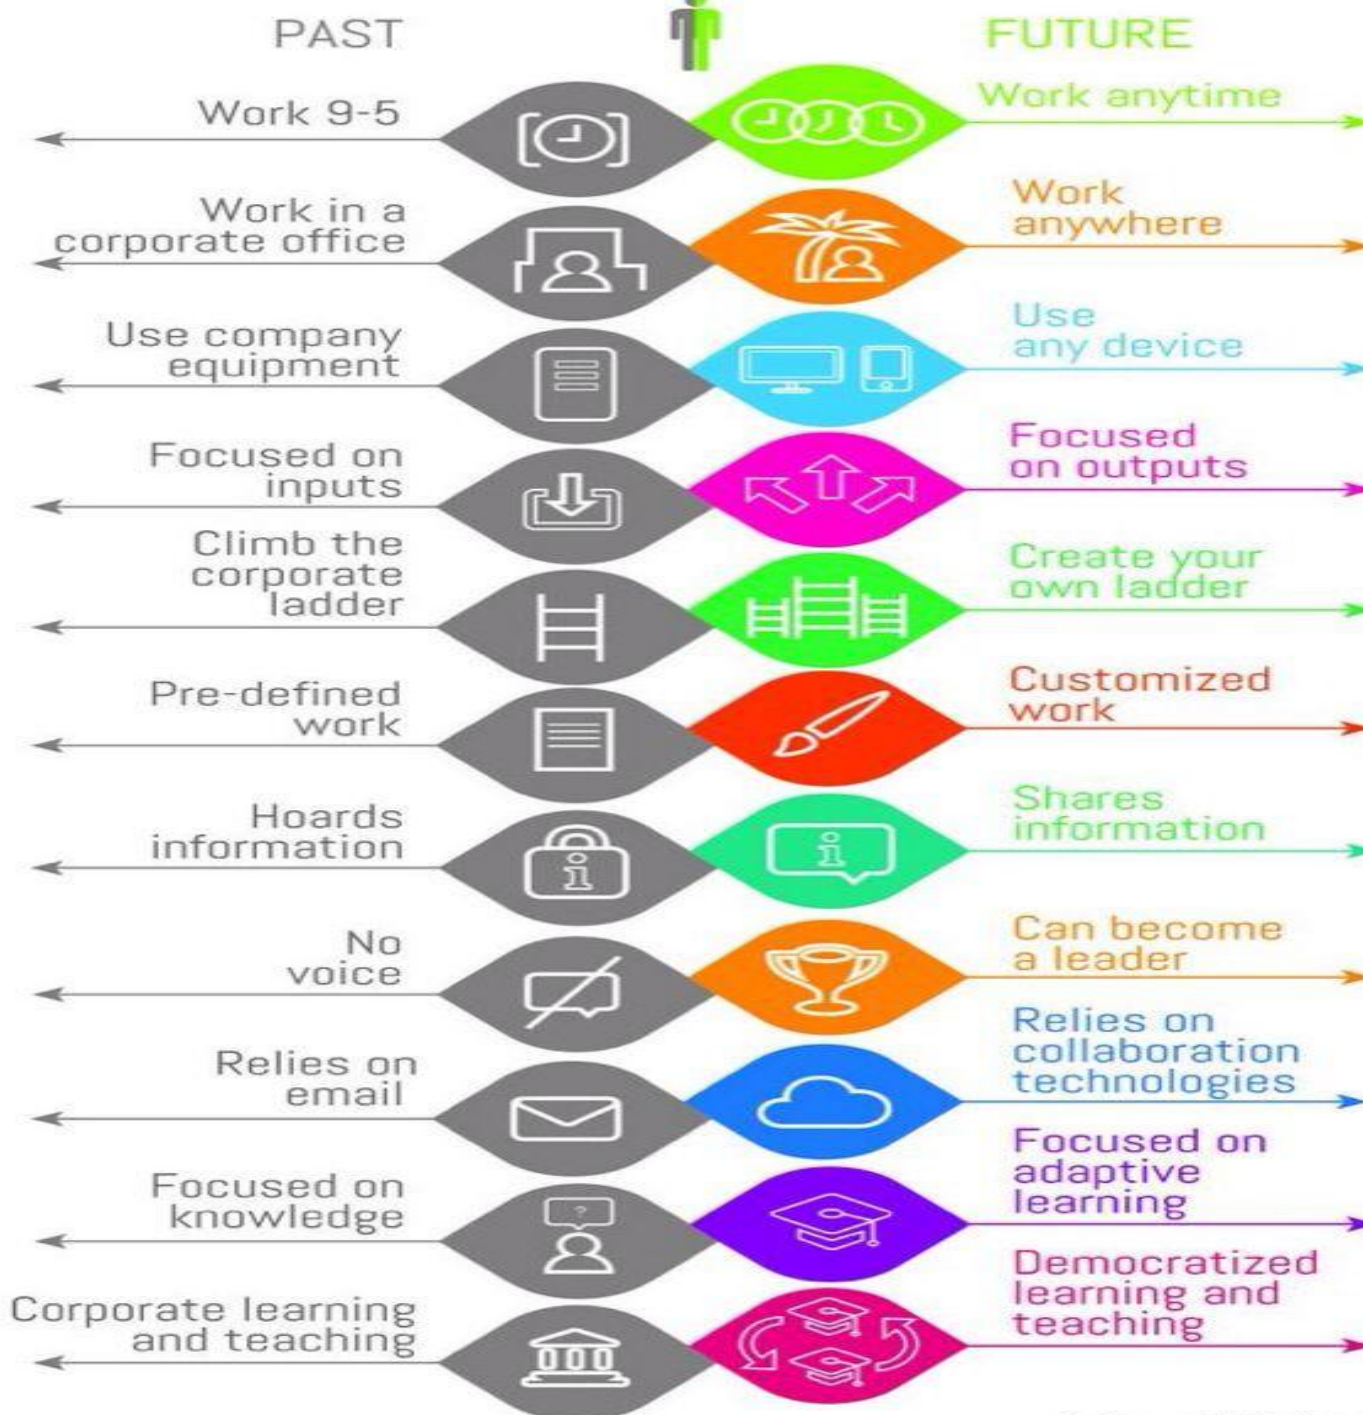 PAST
FUTURE
Work 9-5
Work anytime
Work in a
corporate office
Work
anywhere
Use company
equipment
Use
any device
Focused on
inputs
Focused
on outputs
Climb the
corporate
ladder
Create your
own ladder
Pre-defined
work
Customized
work
Hoards
information
i
Shares
information
i
No
voice
Can become
a leader
Relies on
email
Relies on
collaboration
technologies
Focused on
knowledge
?
Focused on
adaptive
learning
Corporate learning
and teaching
Democratized
learning and
teaching